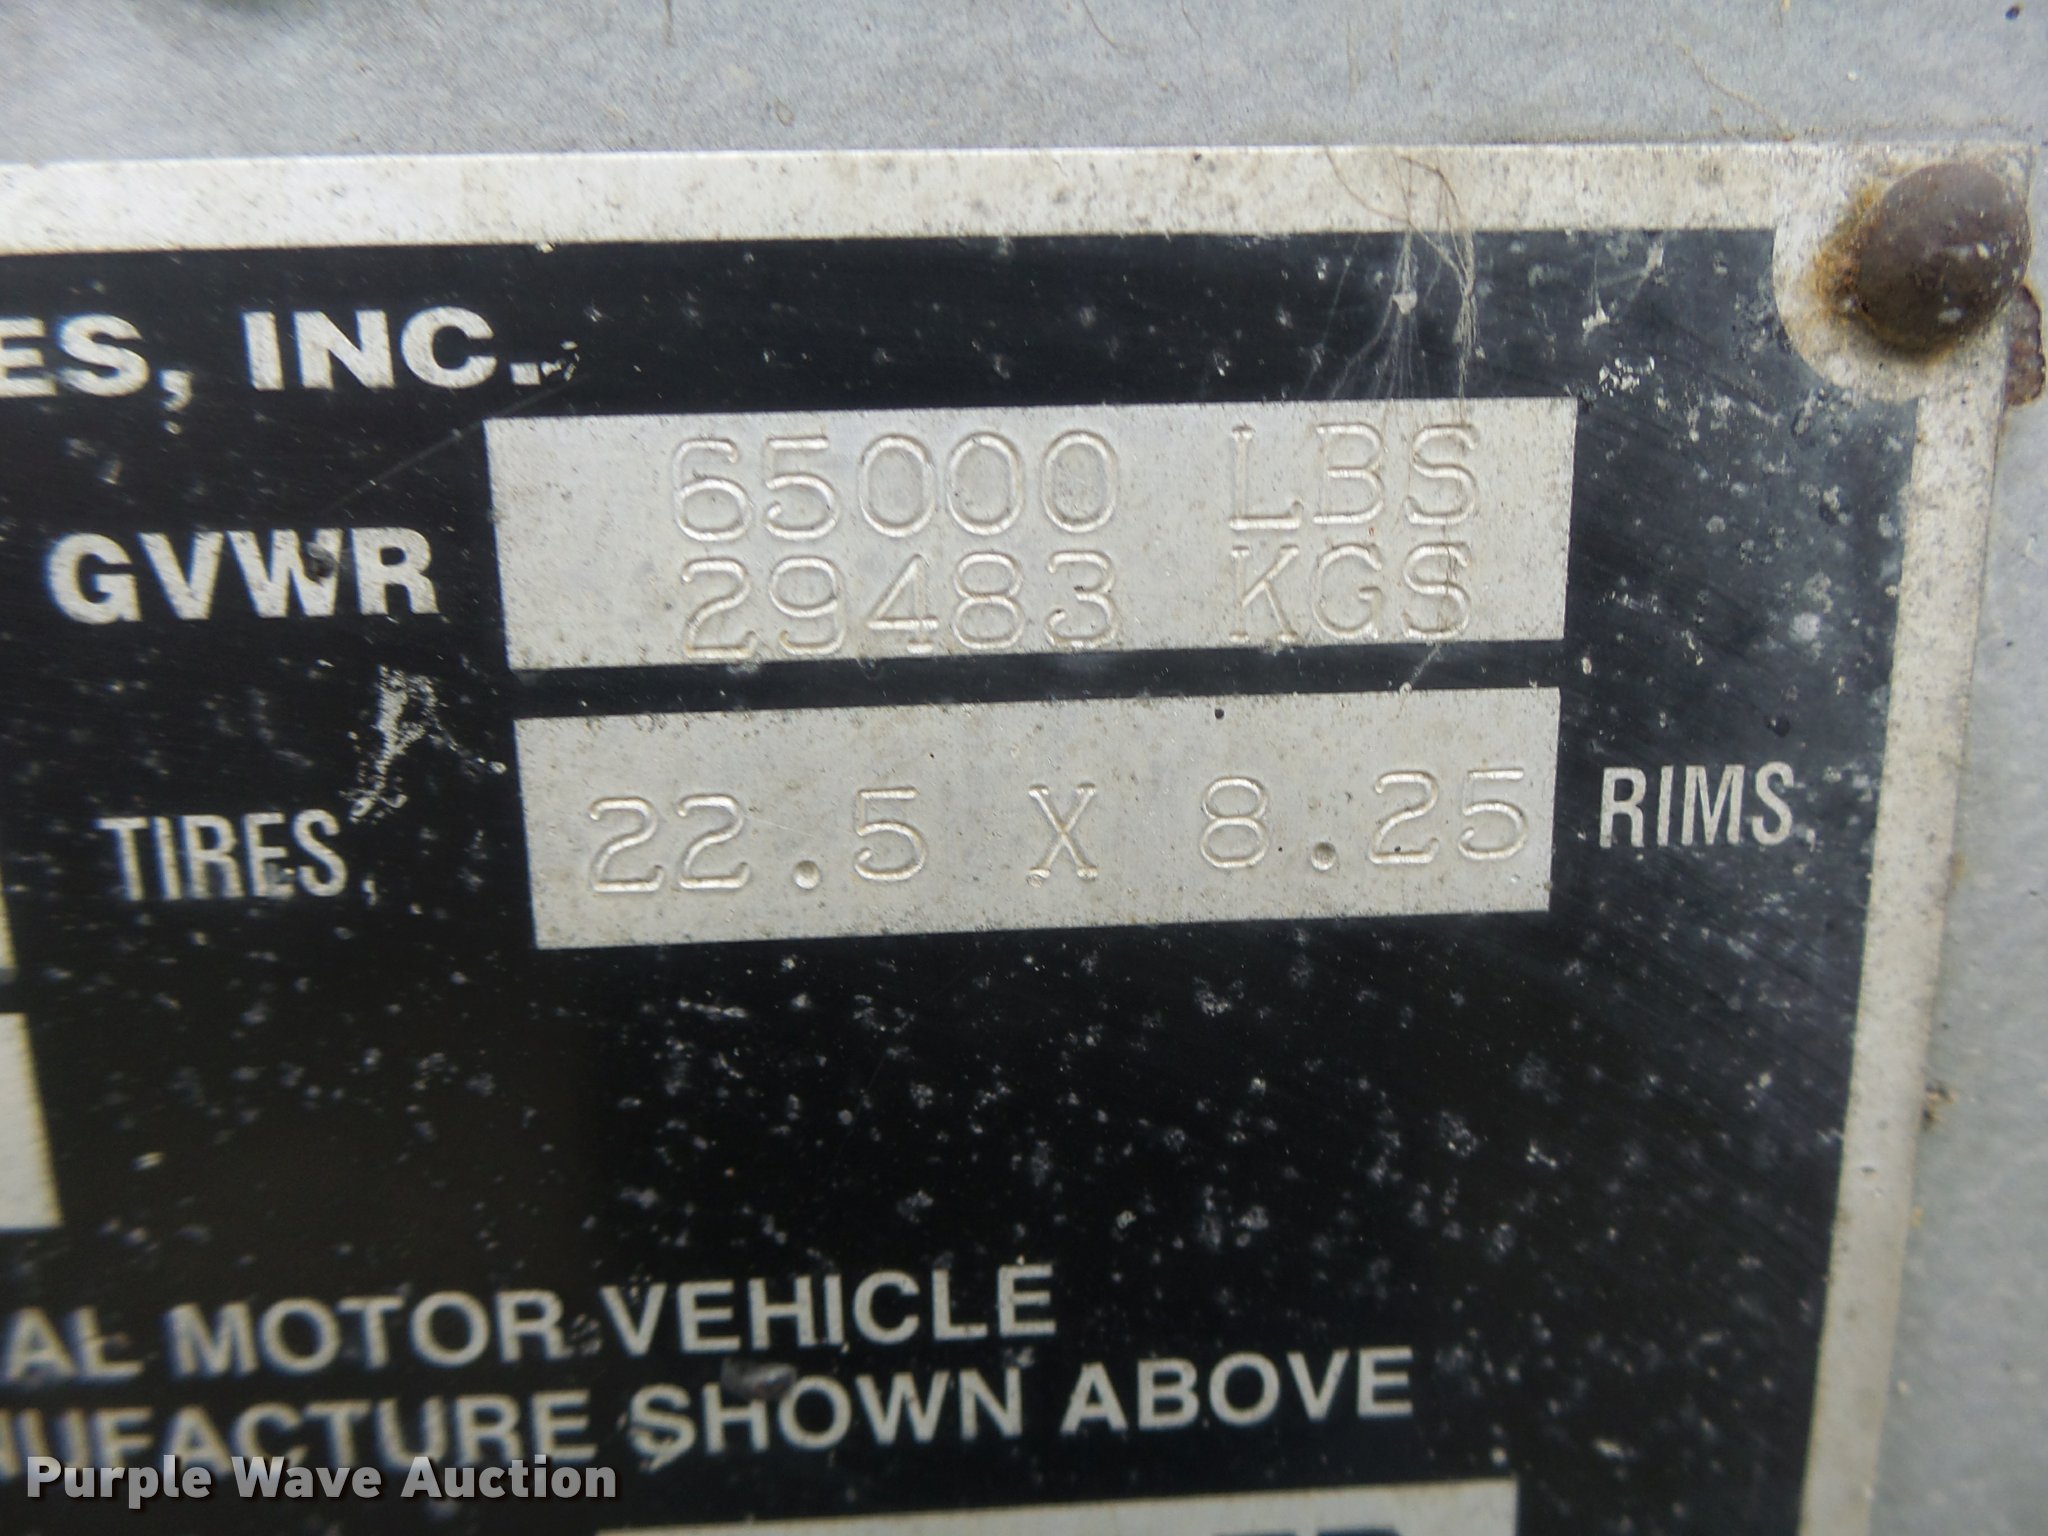 ES, INC.
GVWR 65000 LBS
29483 KGS
TIRES, 22.5 X 8.25 RIMS,
AL MOTOR VEHICLE
NUFACTURE SHOWN ABOVE
Purple Wave Auction